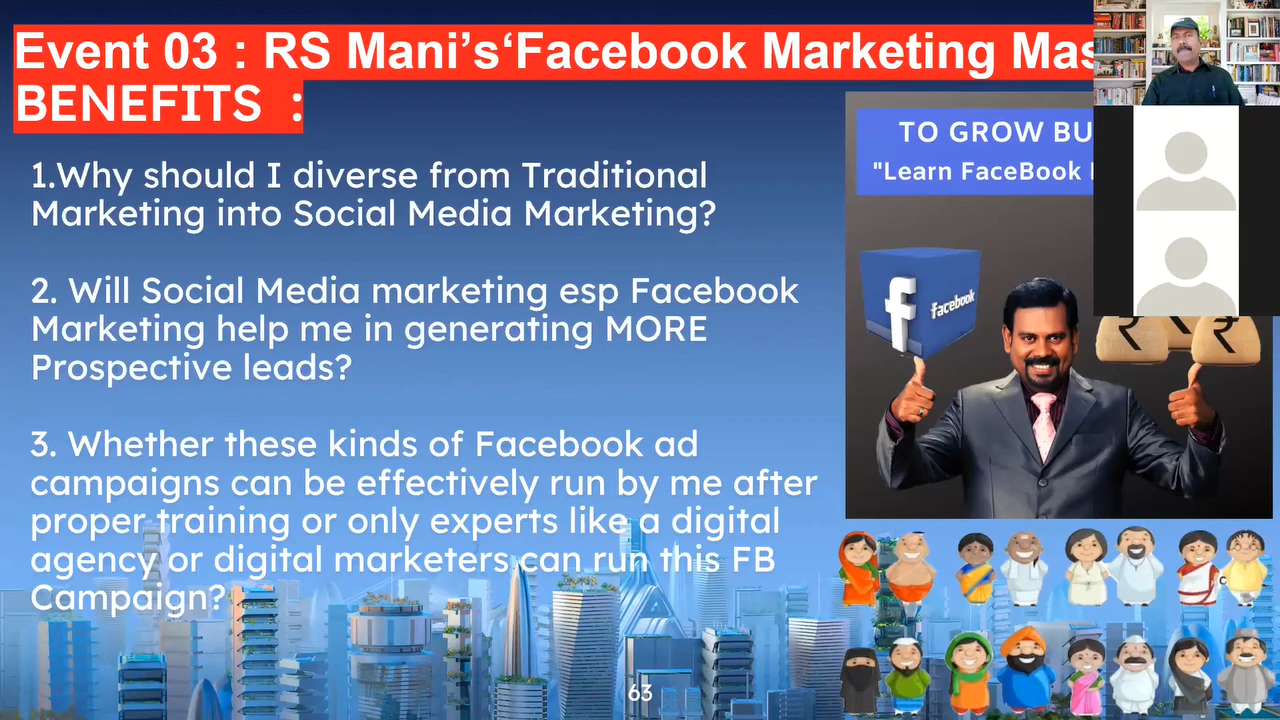 Event 03 : RS Mani’s‘Facebook Marketing
BENEFITS :
TO GROW
"Learn FaceBook
1.Why should I diverse from Traditional
Marketing into Social Media Marketing?
2. Will Social Media marketing esp Facebook
Marketing help me in generating MORE
Prospective leads?
f facebook
₹ ₹
3. Whether these kinds of Facebook ad
campaigns can be effectively run by me after
proper training or only experts like a digital
agency or digital marketers can run this FB
Campaign?
63